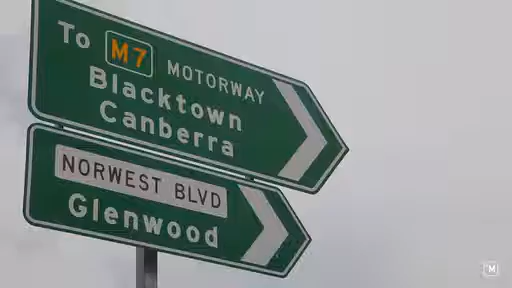 To M7 MOTORWAY
Blacktown
Canberra
NORWEST BLVD
Glenwood
M